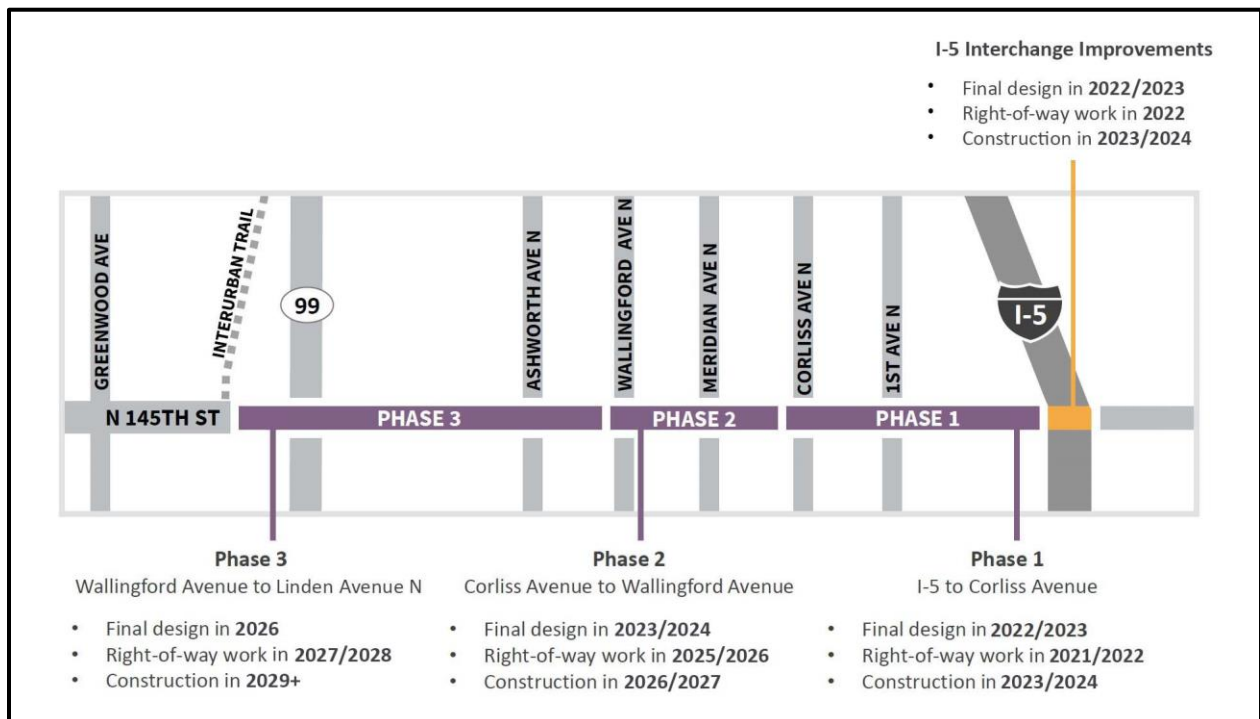 I-5 Interchange Improvements
• Final design in 2022/2023
• Right-of-way work in 2022
• Construction in 2023/2024
GREENWOOD AVE
INTERURBAN TRAIL
99
ASHWORTH AVE N
WALLINGFORD AVE N
MERIDIAN AVE N
CORLISS AVE N
1ST AVE N
I-5
N 145TH ST
PHASE 3
PHASE 2
PHASE 1
Phase 3
Wallingford Avenue to Linden Avenue N
• Final design in 2026
• Right-of-way work in 2027/2028
• Construction in 2029+
Phase 2
Corliss Avenue to Wallingford Avenue
• Final design in 2023/2024
• Right-of-way work in 2025/2026
• Construction in 2026/2027
Phase 1
I-5 to Corliss Avenue
• Final design in 2022/2023
• Right-of-way work in 2021/2022
• Construction in 2023/2024